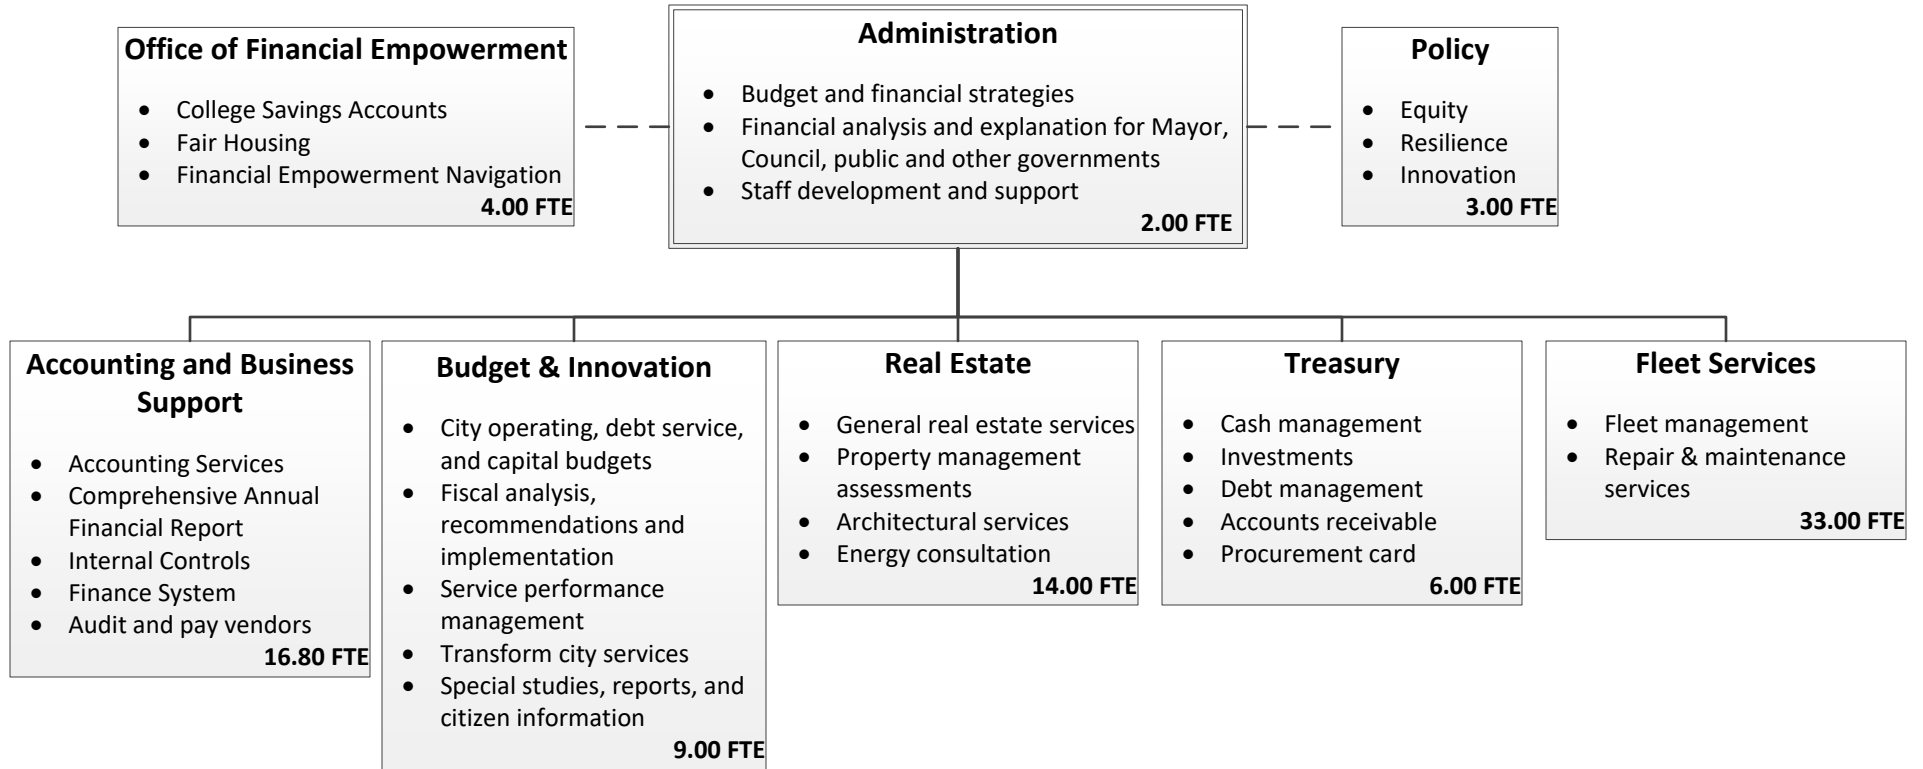 Office of Financial Empowerment
• College Savings Accounts
• Fair Housing
• Financial Empowerment Navigation
4.00 FTE
Administration
• Budget and financial strategies
• Financial analysis and explanation for Mayor,
Council, public and other governments
• Staff development and support
2.00 FTE
Policy
• Equity
• Resilience
• Innovation
3.00 FTE
Accounting and Business
Support
• Accounting Services
• Comprehensive Annual
Financial Report
• Internal Controls
• Finance System
• Audit and pay vendors
16.80 FTE
Budget & Innovation
• City operating, debt service,
and capital budgets
• Fiscal analysis,
recommendations and
implementation
• Service performance
management
• Transform city services
• Special studies, reports, and
citizen information
9.00 FTE
Real Estate
• General real estate services
• Property management
assessments
• Architectural services
• Energy consultation
14.00 FTE
Treasury
• Cash management
• Investments
• Debt management
• Accounts receivable
• Procurement card
6.00 FTE
Fleet Services
• Fleet management
• Repair & maintenance
services
33.00 FTE